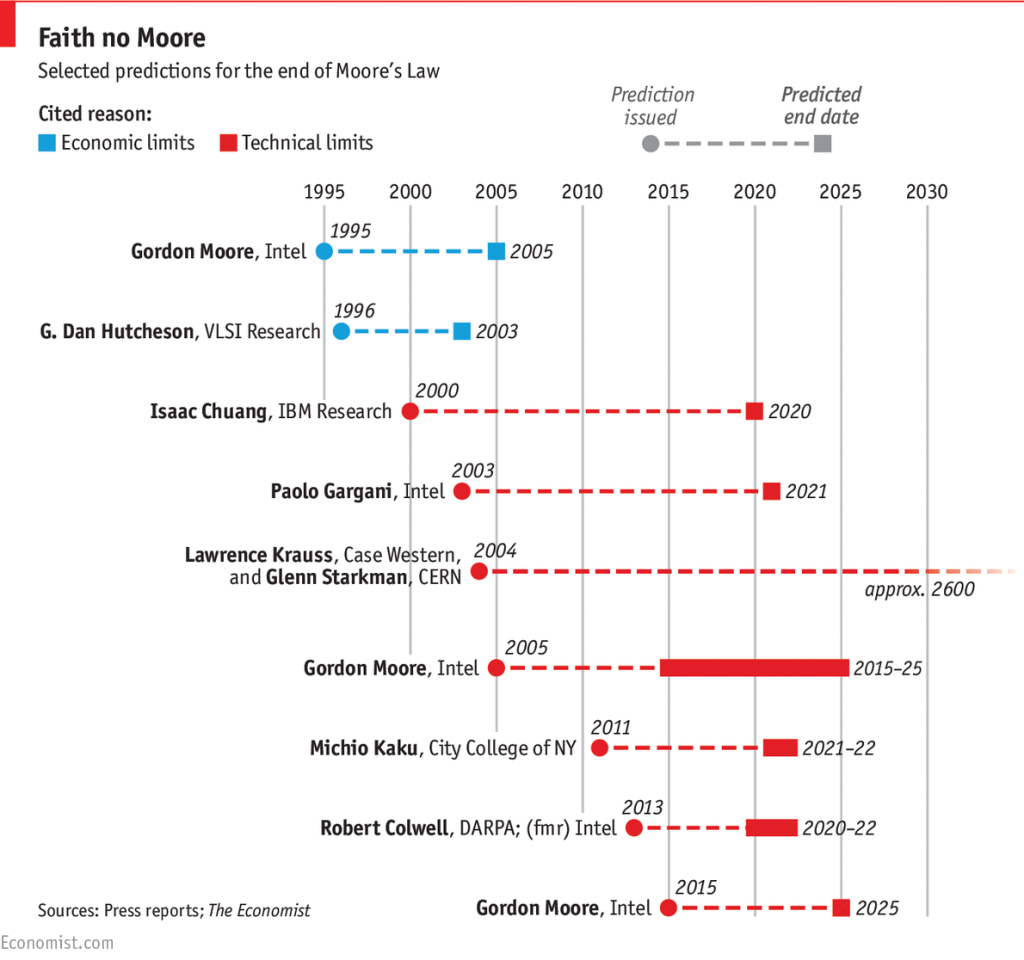 Faith no Moore
Selected predictions for the end of Moore's Law
Cited reason:
Economic limits Technical limits
Prediction issued
Predicted end date
1995 2000 2005 2010 2015 2020 2025 2030
1995
Gordon Moore, Intel 2005
1996
G. Dan Hutcheson, VLSI Research 2003
2000
Isaac Chuang, IBM Research 2020
2003
Paolo Gargani, Intel 2021
2004
Lawrence Krauss, Case Western,
and Glenn Starkman, CERN
approx. 2600
2005
Gordon Moore, Intel 2015–25
2011
Michio Kaku, City College of NY 2021–22
2013
Robert Colwell, DARPA; (fmr) Intel 2020–22
2015
Gordon Moore, Intel 2025
Sources: Press reports; The Economist
Economist.com